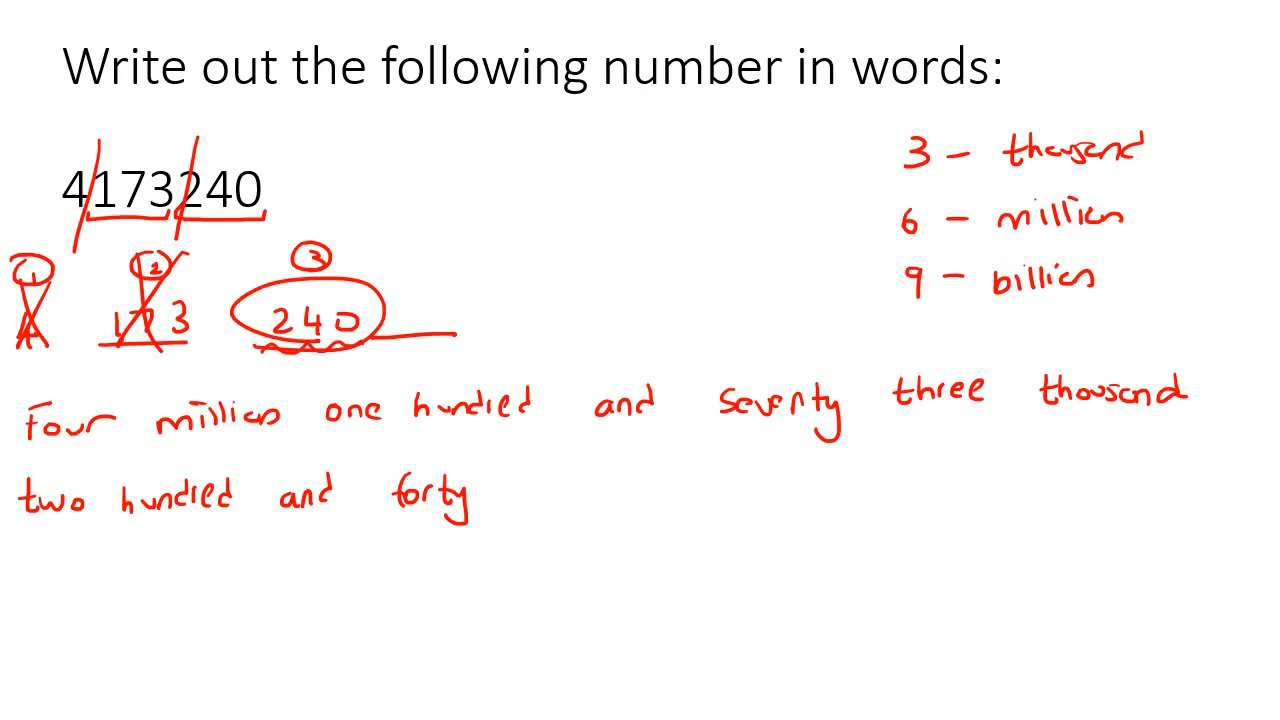 Write out the following number in words:
4173240
3 - thousand
6 - million
9 - billion
1 2 3
4 173 240
Four million one hundred and seventy three thousand
two hundred and forty